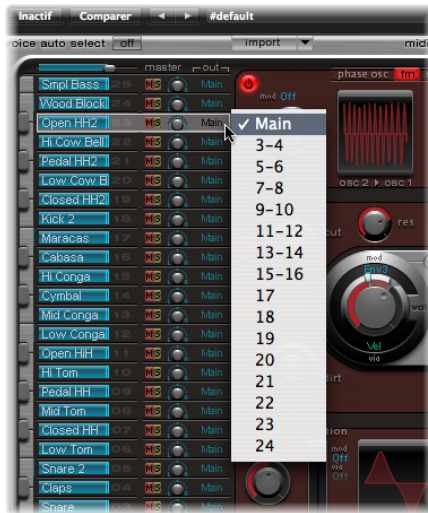 Inactif Comparer #default
voice auto select off import midi
master out
Smpl Bass 25 M S Main
Wood Block 24 M S Main
Open HH2 23 M S Main
Hi Cow Bell 22 M S Main
Pedal HH2 21 M S Main
Low Cow B 20 M S Main
Closed HH2 19 M S Main
Kick 2 18 M S Main
Maracas 17 M S Main
Cabasa 16 M S Main
Hi Conga 15 M S Main
Cymbal 14 M S Main
Mid Conga 13 M S Main
Low Conga 12 M S Main
Open HiH 11 M S Main
Hi Tom 10 M S Main
Pedal HH 09 M S Main
Mid Tom 08 M S Main
Closed HH 07 M S Main
Low Tom 06 M S Main
Snare 2 05 M S Main
Claps 04 M S Main
Snare M S Main
mod Off
✓ Main
3-4
5-6
7-8
9-10
11-12
13-14
15-16
17
18
19
20
21
22
23
24
phase osc fm
osc 2 ▸ osc 1
cut res
mod
Env3
Vel
via
dirt
mod
Off
via
Off